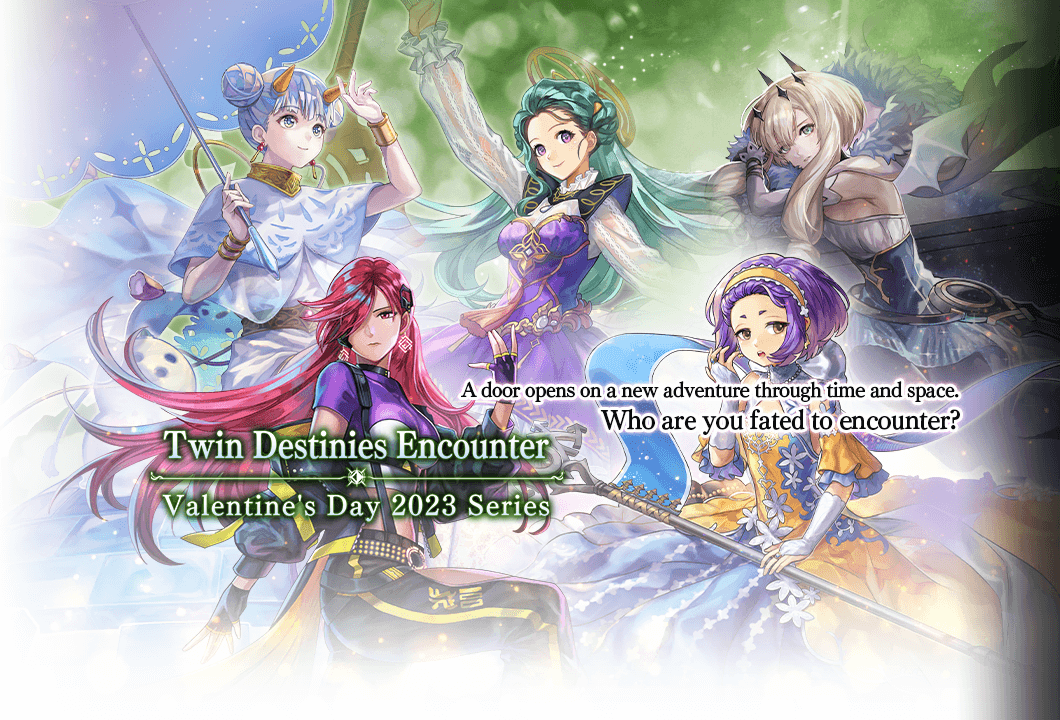 A door opens on a new adventure through time and space.
Who are you fated to encounter?
Twin Destinies Encounter
Valentine's Day 2023 Series